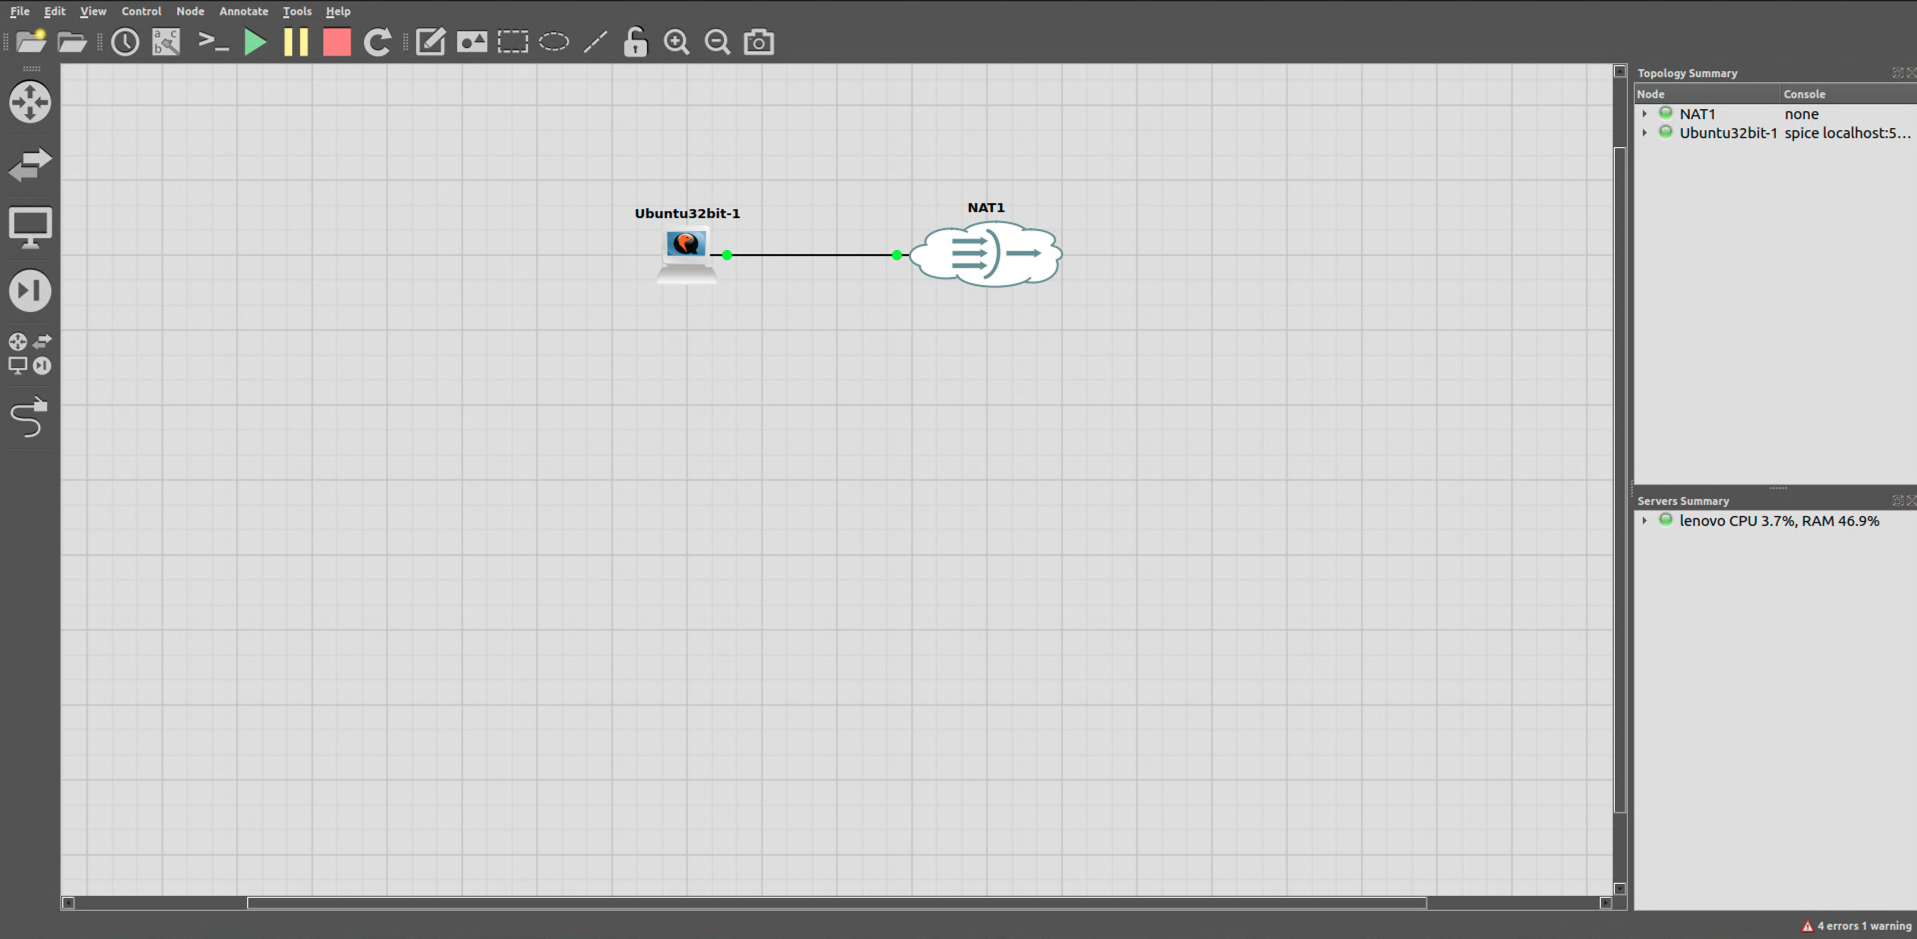 File Edit View Control Node Annotate Tools Help
Topology Summary
Node Console
NAT1 none
Ubuntu32bit-1 spice localhost:5...
Ubuntu32bit-1
NAT1
Servers Summary
lenovo CPU 3.7%, RAM 46.9%
4 errors 1 warning